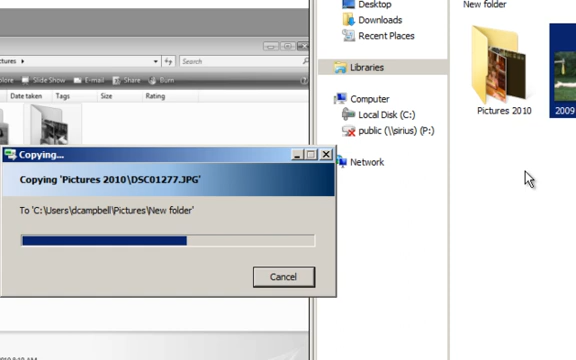 Desktop
Downloads
Recent Places
Libraries
Computer
Local Disk (C:)
public (\\sirius) (P:)
Network
New folder
Pictures 2010
2009
Search
Slide Show
E-mail
Share
Burn
Date taken
Tags
Size
Rating
Copying...
Copying 'Pictures 2010\DSC01277.JPG'
To 'C:\Users\dcampbell\Pictures\New folder'
Cancel